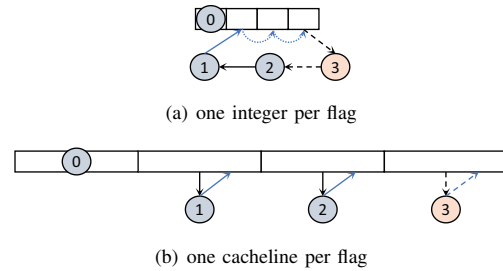 0
1 2 3
(a) one integer per flag
0
1 2 3
(b) one cacheline per flag